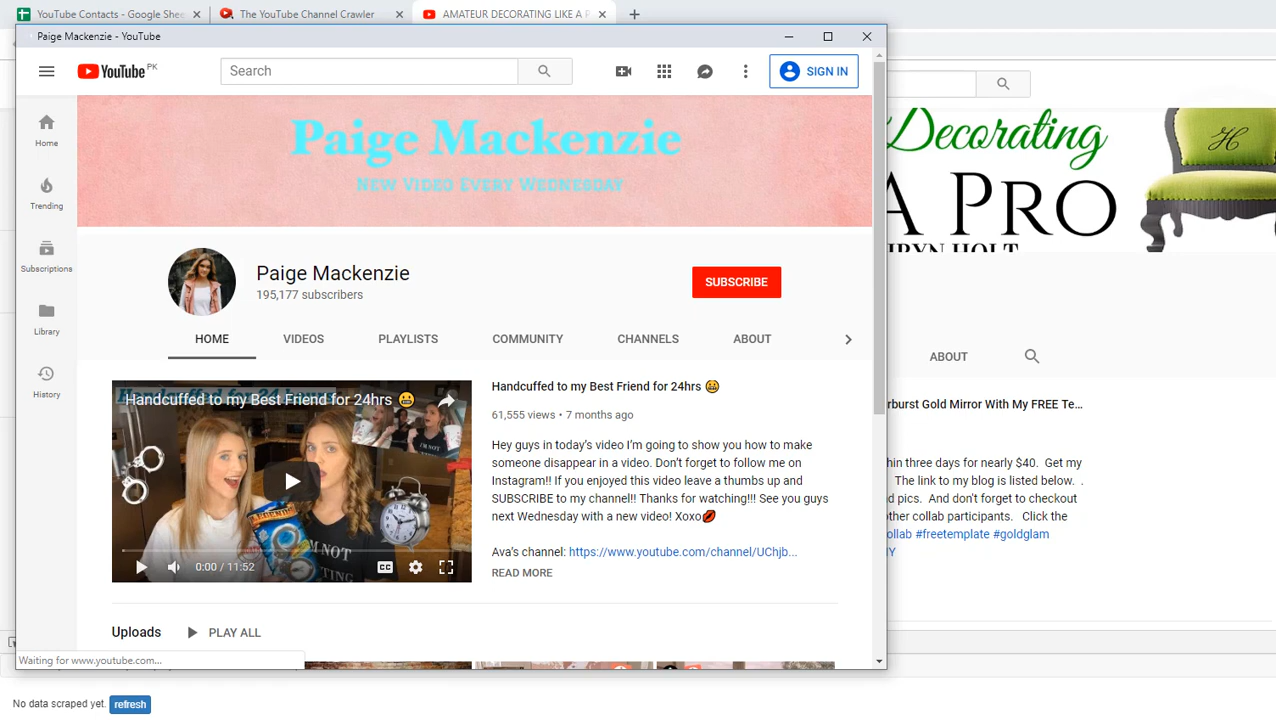 YouTube Contacts - Google Shee
The YouTube Channel Crawler
AMATEUR DECORATING LIKE A P
Paige Mackenzie - YouTube
YouTube PK
Search
SIGN IN
Home
Trending
Subscriptions
Library
History
Paige Mackenzie
New Video Every Wednesday
Paige Mackenzie
195,177 subscribers
SUBSCRIBE
HOME VIDEOS PLAYLISTS COMMUNITY CHANNELS ABOUT
Handcuffed to my Best Friend for 24hrs 😬
0:00 / 11:52
CC
Handcuffed to my Best Friend for 24hrs 😬
61,555 views • 7 months ago
Hey guys in today's video I'm going to show you how to make
someone disappear in a video. Don't forget to follow me on
Instagram!! If you enjoyed this video leave a thumbs up and
SUBSCRIBE to my channel!! Thanks for watching!!! See you guys
next Wednesday with a new video! Xoxo💋
Ava's channel: https://www.youtube.com/channel/UChjb...
READ MORE
Uploads PLAY ALL
Waiting for www.youtube.com...
Decorating
A PRO
H
ABOUT
rburst Gold Mirror With My FREE Te...
hin three days for nearly $40. Get my
The link to my blog is listed below. .
d pics. And don't forget to checkout
other collab participants. Click the
ollab #freetemplate #goldglam
IY
No data scraped yet. refresh